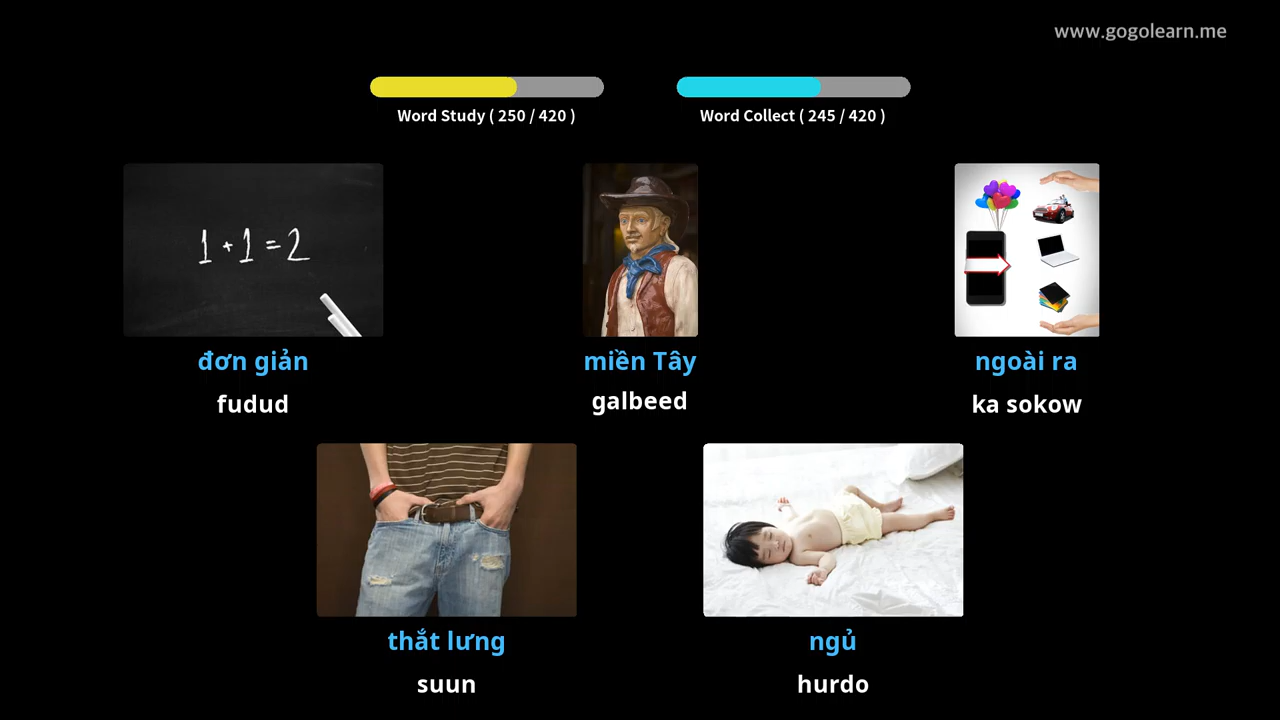 www.gogolearn.me
Word Study ( 250 / 420 )
Word Collect ( 245 / 420 )
1 + 1 = 2
đơn giản
fudud
miền Tây
galbeed
ngoài ra
ka sokow
thắt lưng
suun
ngủ
hurdo